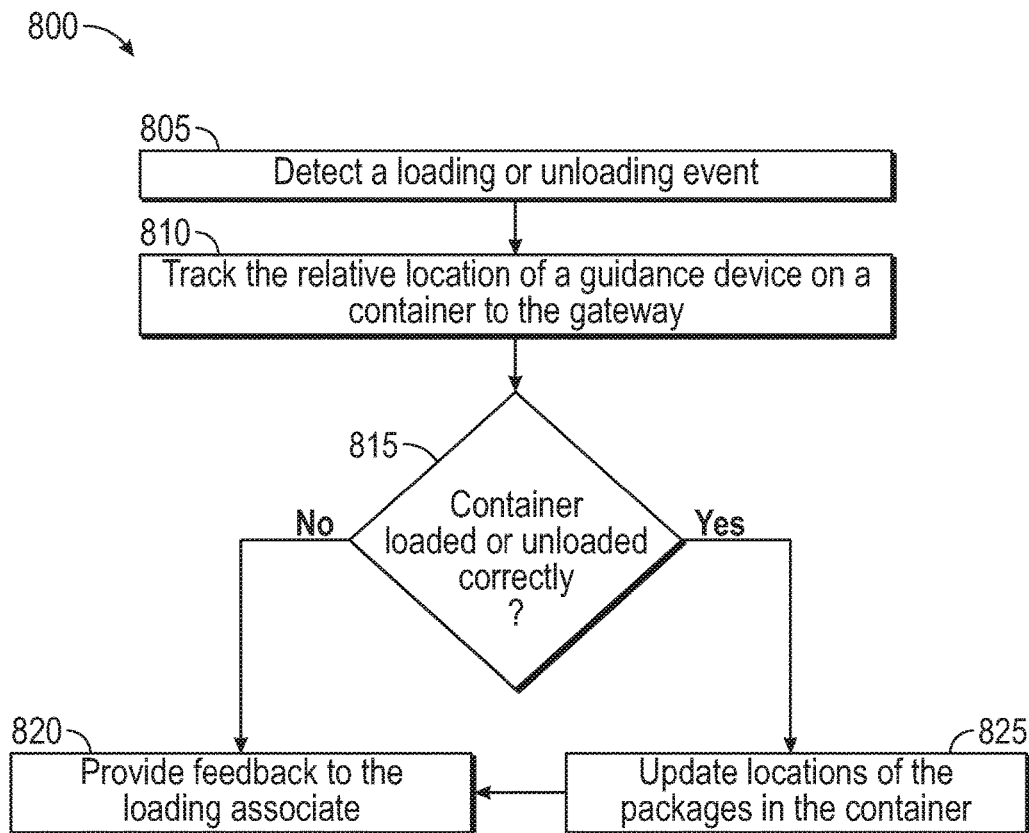 800
805
Detect a loading or unloading event
810
Track the relative location of a guidance device on a
container to the gateway
815
Container
loaded or unloaded
correctly
?
No
Yes
820
Provide feedback to the
loading associate
825
Update locations of the
packages in the container